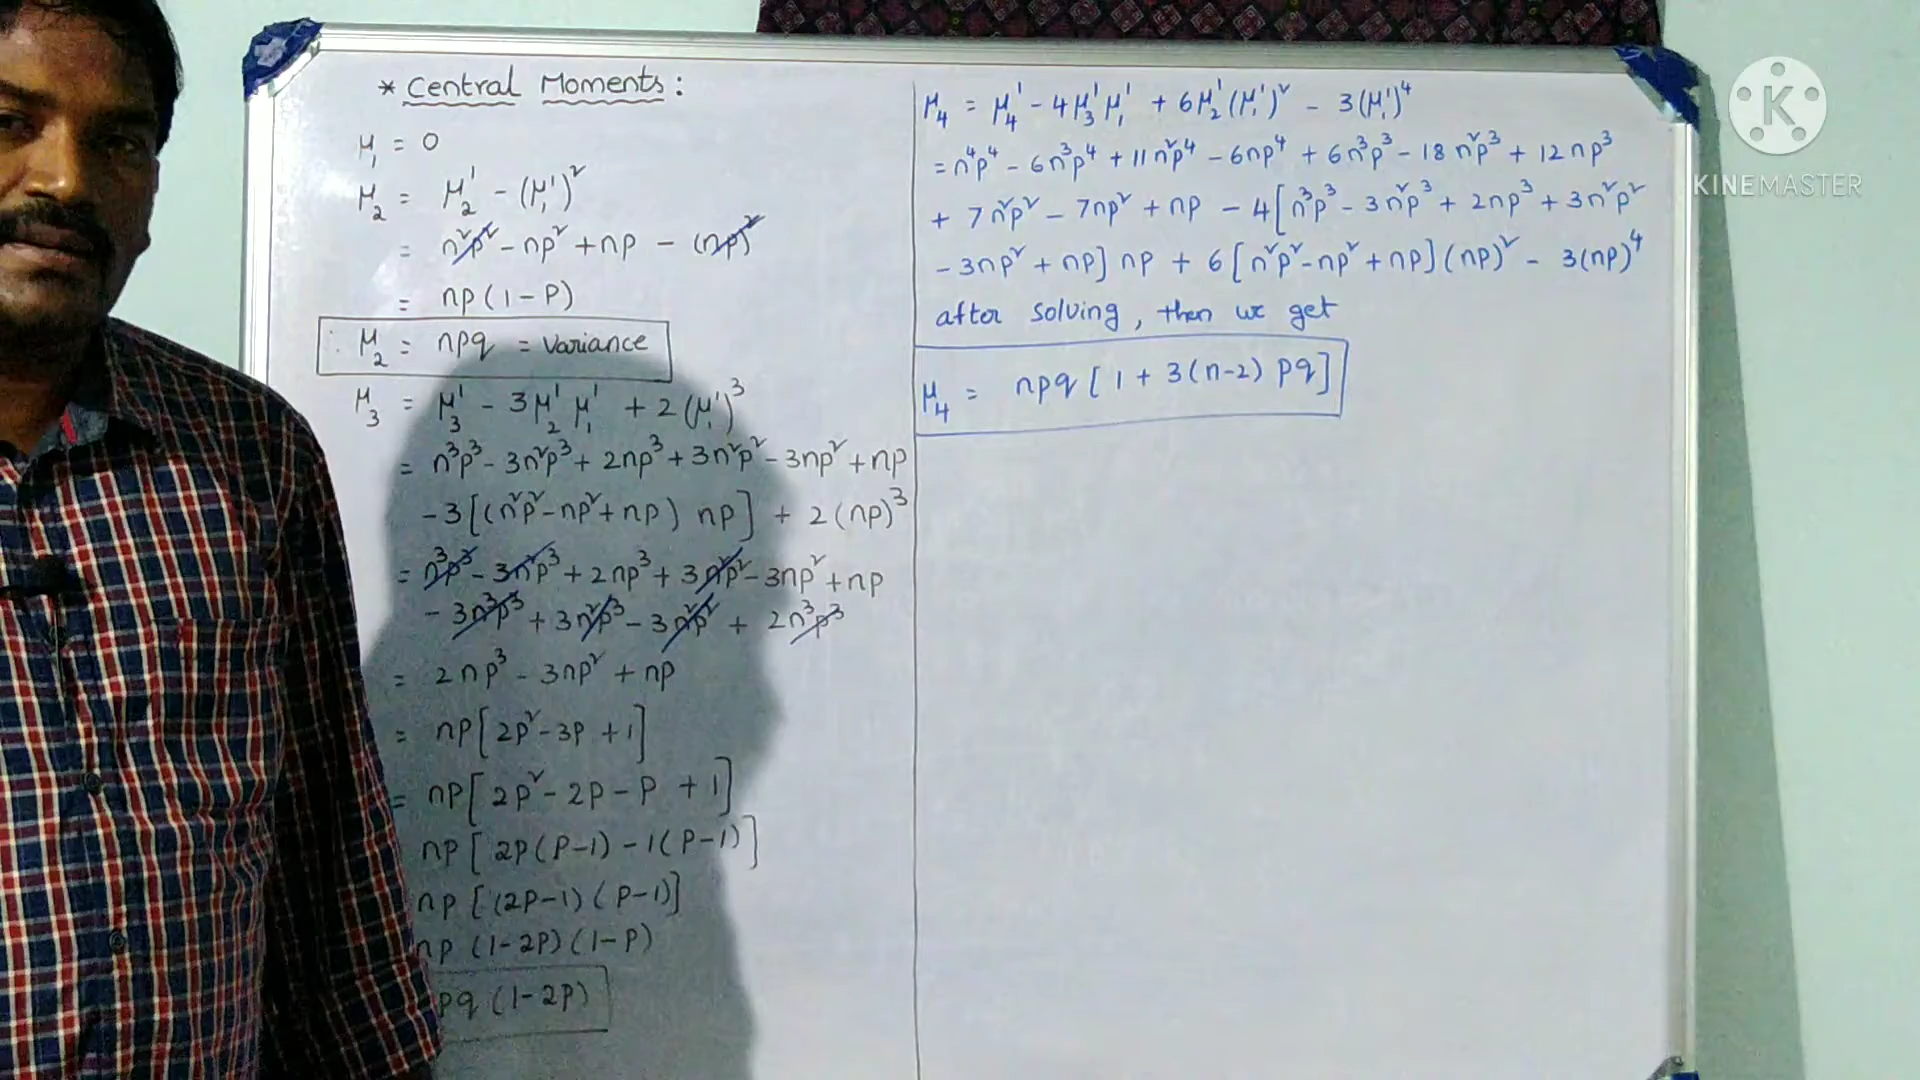 * Central Moments :
μ₁ = 0
μ₂ = μ₂' - (μ₁')²
= n²p² - np² + np - (np)²
= np(1-P)
∴ μ₂ = npq = variance
μ₃ = μ₃' - 3μ₂' μ₁' + 2(μ₁')³
= n³p³ - 3n²p³ + 2np³ + 3n²p² - 3np² + np
- 3[(n²p² - np² + np) np] + 2(np)³
= n³p³ - 3n²p³ + 2np³ + 3n²p² - 3np² + np
- 3n³p³ + 3n²p³ - 3n²p² + 2n³p³
= 2np³ - 3np² + np
= np[2p² - 3p + 1]
= np[2p² - 2p - p + 1]
np[2p(p-1) - 1(p-1)]
np[(2p-1)(p-1)]
np(1-2p)(1-p)
pq(1-2p)
μ₄ = μ₄' - 4μ₃'μ₁' + 6μ₂'(μ₁')² - 3(μ₁')⁴
= n⁴p⁴ - 6n³p⁴ + 11n²p⁴ - 6np⁴ + 6n³p³ - 18n²p³ + 12np³
+ 7n²p² - 7np² + np - 4[n³p³ - 3n²p³ + 2np³ + 3n²p²
- 3np² + np] np + 6[n²p² - np² + np](np)² - 3(np)⁴
after solving, then we get
μ₄ = npq [1 + 3(n-2) pq]
KINEMASTER